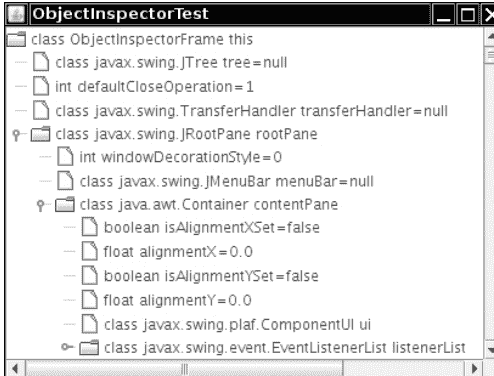 ObjectInspectorTest
class ObjectInspectorFrame this
class javax.swing.JTree tree=null
int defaultCloseOperation=1
class javax.swing.TransferHandler transferHandler=null
class javax.swing.JRootPane rootPane
int windowDecorationStyle=0
class javax.swing.JMenuBar menuBar=null
class java.awt.Container contentPane
boolean isAlignmentXSet=false
float alignmentX=0.0
boolean isAlignmentYSet=false
float alignmentY=0.0
class javax.swing.plaf.ComponentUI ui
class javax.swing.event.EventListenerList listenerList